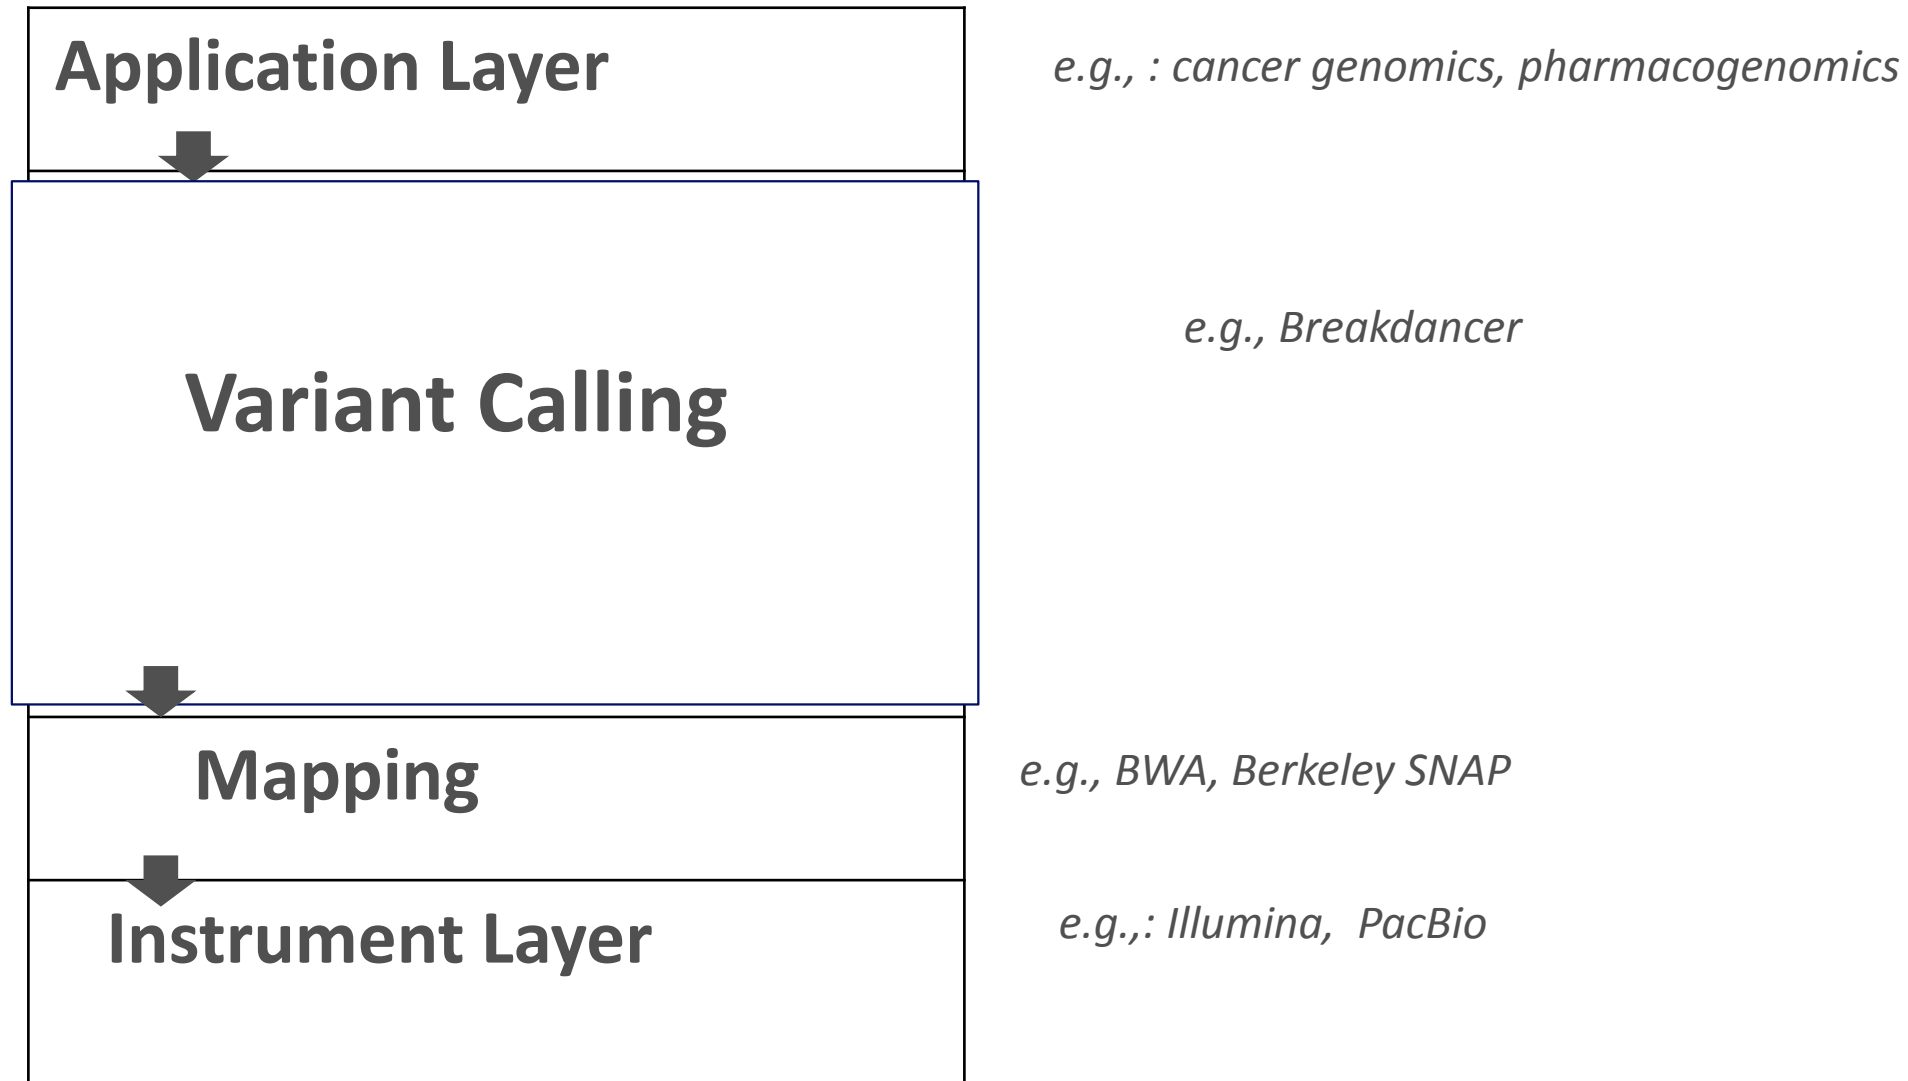 Application Layer
e.g., : cancer genomics, pharmacogenomics
e.g., Breakdancer
Variant Calling
Mapping
e.g., BWA, Berkeley SNAP
e.g.,: Illumina,  PacBio
Instrument Layer